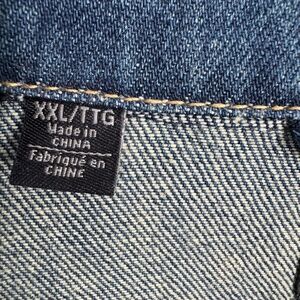 XXL/TTG
Made in
CHINA
Fabriqué en
CHINE